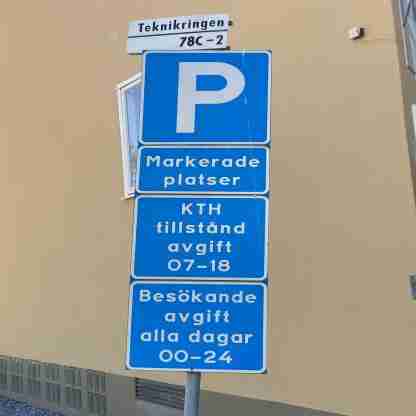 Teknikringen
78C-2
P
Markerade
platser
KTH
tillstånd
avgift
07-18
Besökande
avgift
alla dagar
00-24